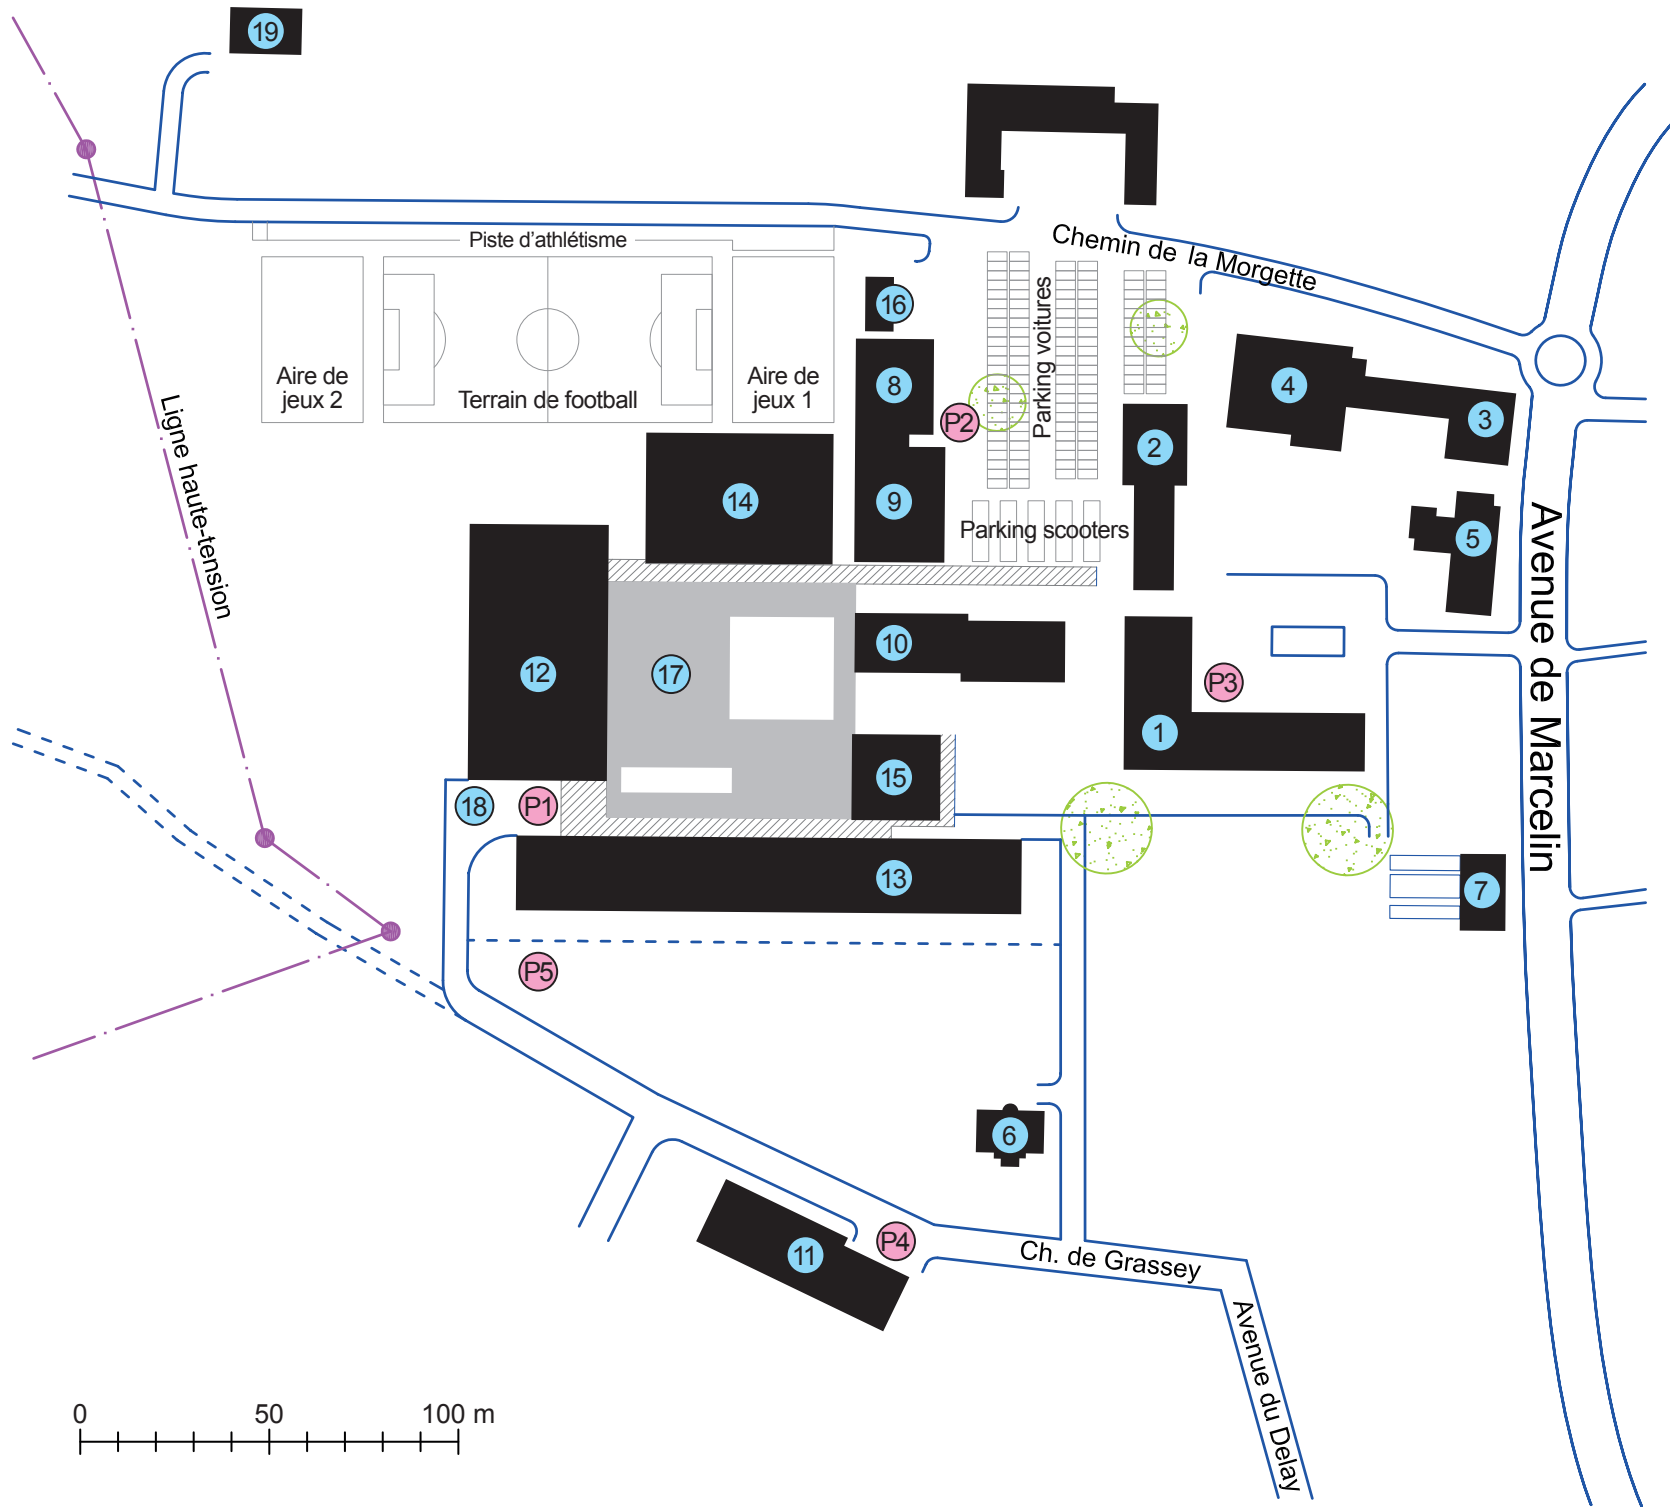 19
Piste d'athlétisme
Chemin de la Morgette
16
Parking voitures
Aire de
jeux 2
Terrain de football
Aire de
jeux 1
8
4
3
P2
2
Ligne haute-tension
14
9
Parking scooters
5
Avenue de Marcelin
12
17
10
P3
1
15
18
P1
13
7
P5
6
11
P4
Ch. de Grassey
Avenue du Delay
0 50 100 m